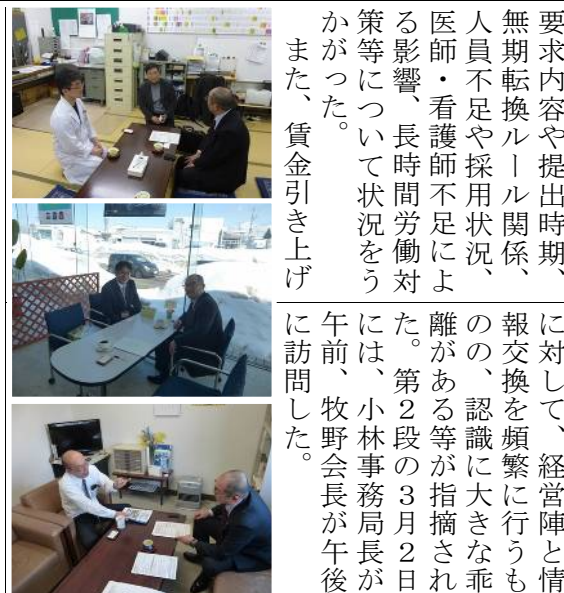 要求内容や提出時期、
無期転換ルール関係、
人員不足や採用状況、
医師・看護師不足によ
る影響、長時間労働対
策等について状況をう
かがった。
また、賃金引き上げ
に対して、経営陣と情
報交換を頻繁に行うも
のの、認識に大きな乖
離がある等が指摘され
た。第２段の３月２日
には、小林事務局長が
午前、牧野会長が午後
に訪問した。